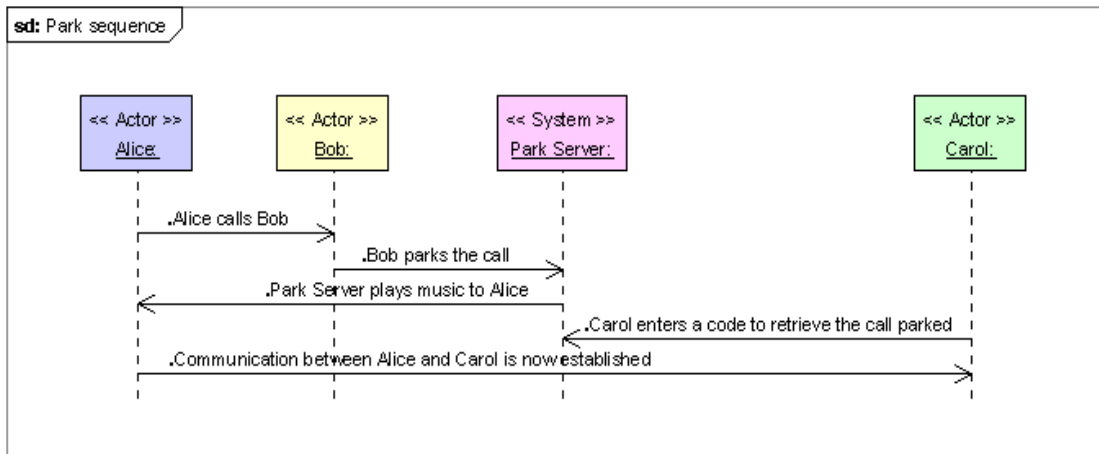 sd: Park sequence
<< Actor >>
Alice:
<< Actor >>
Bob:
<< System >>
Park Server:
<< Actor >>
Carol:
.Alice calls Bob
.Bob parks the call
.Park Server plays music to Alice
.Carol enters a code to retrieve the call parked
.Communication between Alice and Carol is now established